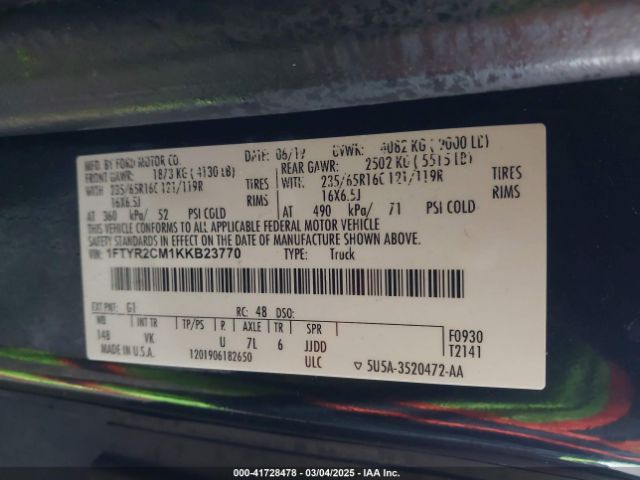 MFD. BY FORD MOTOR CO. DATE: 06/19 GVWR: 4082 KG ( 9000 LB)
FRONT GAWR: 1873 KG ( 4130 LB) REAR GAWR: 2502 KG ( 5515 LB)
WITH 235/65R16C 121/119R TIRES WITH 235/65R16C 121/119R TIRES
16X6.5J RIMS 16X6.5J RIMS
AT 360 kPa/ 52 PSI COLD AT 490 kPa/ 71 PSI COLD
THIS VEHICLE CONFORMS TO ALL APPLICABLE FEDERAL MOTOR VEHICLE
SAFETY STANDARDS IN EFFECT ON THE DATE OF MANUFACTURE SHOWN ABOVE.
VIN: 1FTYR2CM1KKB23770 TYPE: Truck
EXT PNT: G1 RC: 48 DSO:
WB INT TR TP/PS R AXLE TR SPR F0930
148 VK U 7L 6 JJDD T2141
MADE IN U.S.A. 1201906182650 ULC ▽ 5U5A-3520472-AA
000-41728478 - 03/04/2025 - IAA Inc.